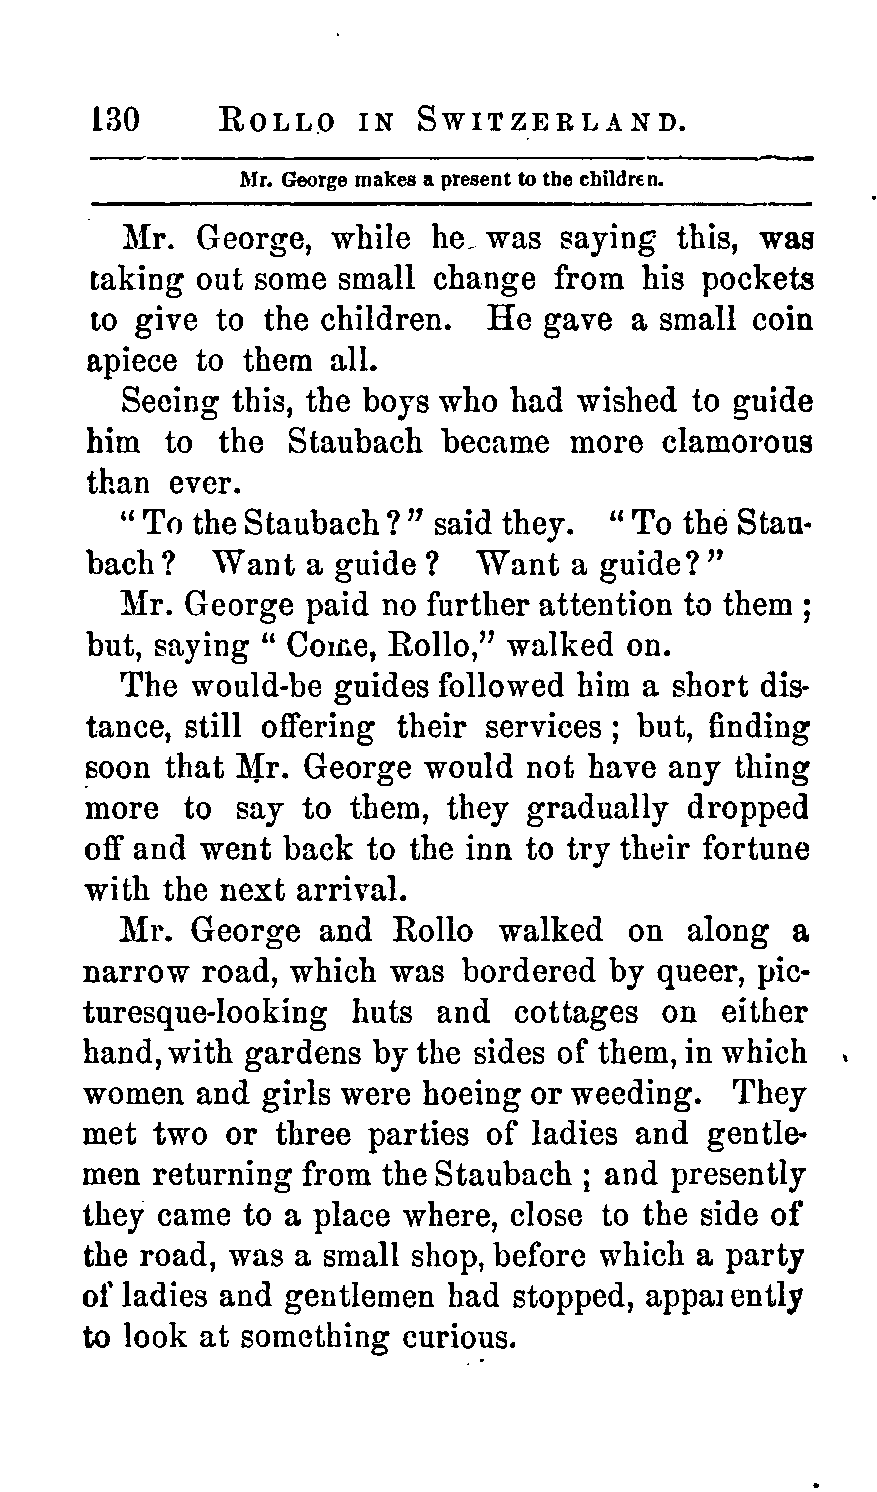 130 ROLLO IN SWITZERLAND.
Mr. George makes a present to the children.
Mr. George, while he was saying this, was
taking out some small change from his pockets
to give to the children. He gave a small coin
apiece to them all.
Seeing this, the boys who had wished to guide
him to the Staubach became more clamorous
than ever.
“To the Staubach?” said they. “To the Stau-
bach? Want a guide? Want a guide?”
Mr. George paid no further attention to them;
but, saying “Come, Rollo,” walked on.
The would-be guides followed him a short dis-
tance, still offering their services; but, finding
soon that Mr. George would not have any thing
more to say to them, they gradually dropped
off and went back to the inn to try their fortune
with the next arrival.
Mr. George and Rollo walked on along a
narrow road, which was bordered by queer, pic-
turesque-looking huts and cottages on either
hand, with gardens by the sides of them, in which
women and girls were hoeing or weeding. They
met two or three parties of ladies and gentle-
men returning from the Staubach; and presently
they came to a place where, close to the side of
the road, was a small shop, before which a party
of ladies and gentlemen had stopped, apparently
to look at something curious.